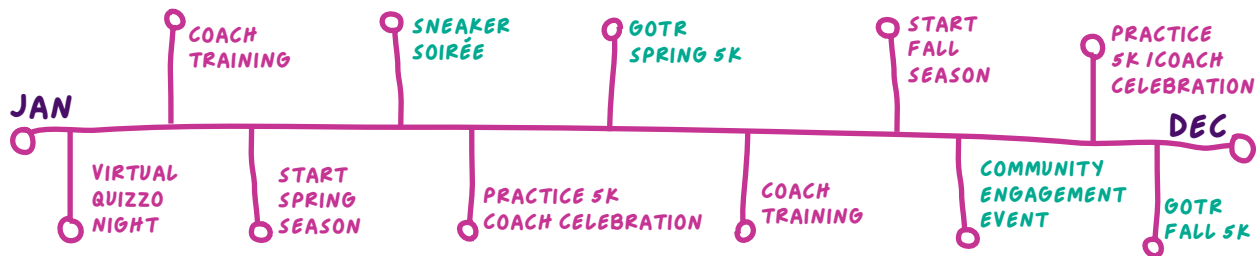 JAN
VIRTUAL
QUIZZO
NIGHT
COACH
TRAINING
START
SPRING
SEASON
SNEAKER
SOIRÉE
PRACTICE 5K
COACH CELEBRATION
GOTR
SPRING 5K
COACH
TRAINING
START
FALL
SEASON
COMMUNITY
ENGAGEMENT
EVENT
PRACTICE
5K /COACH
CELEBRATION
GOTR
FALL 5K
DEC